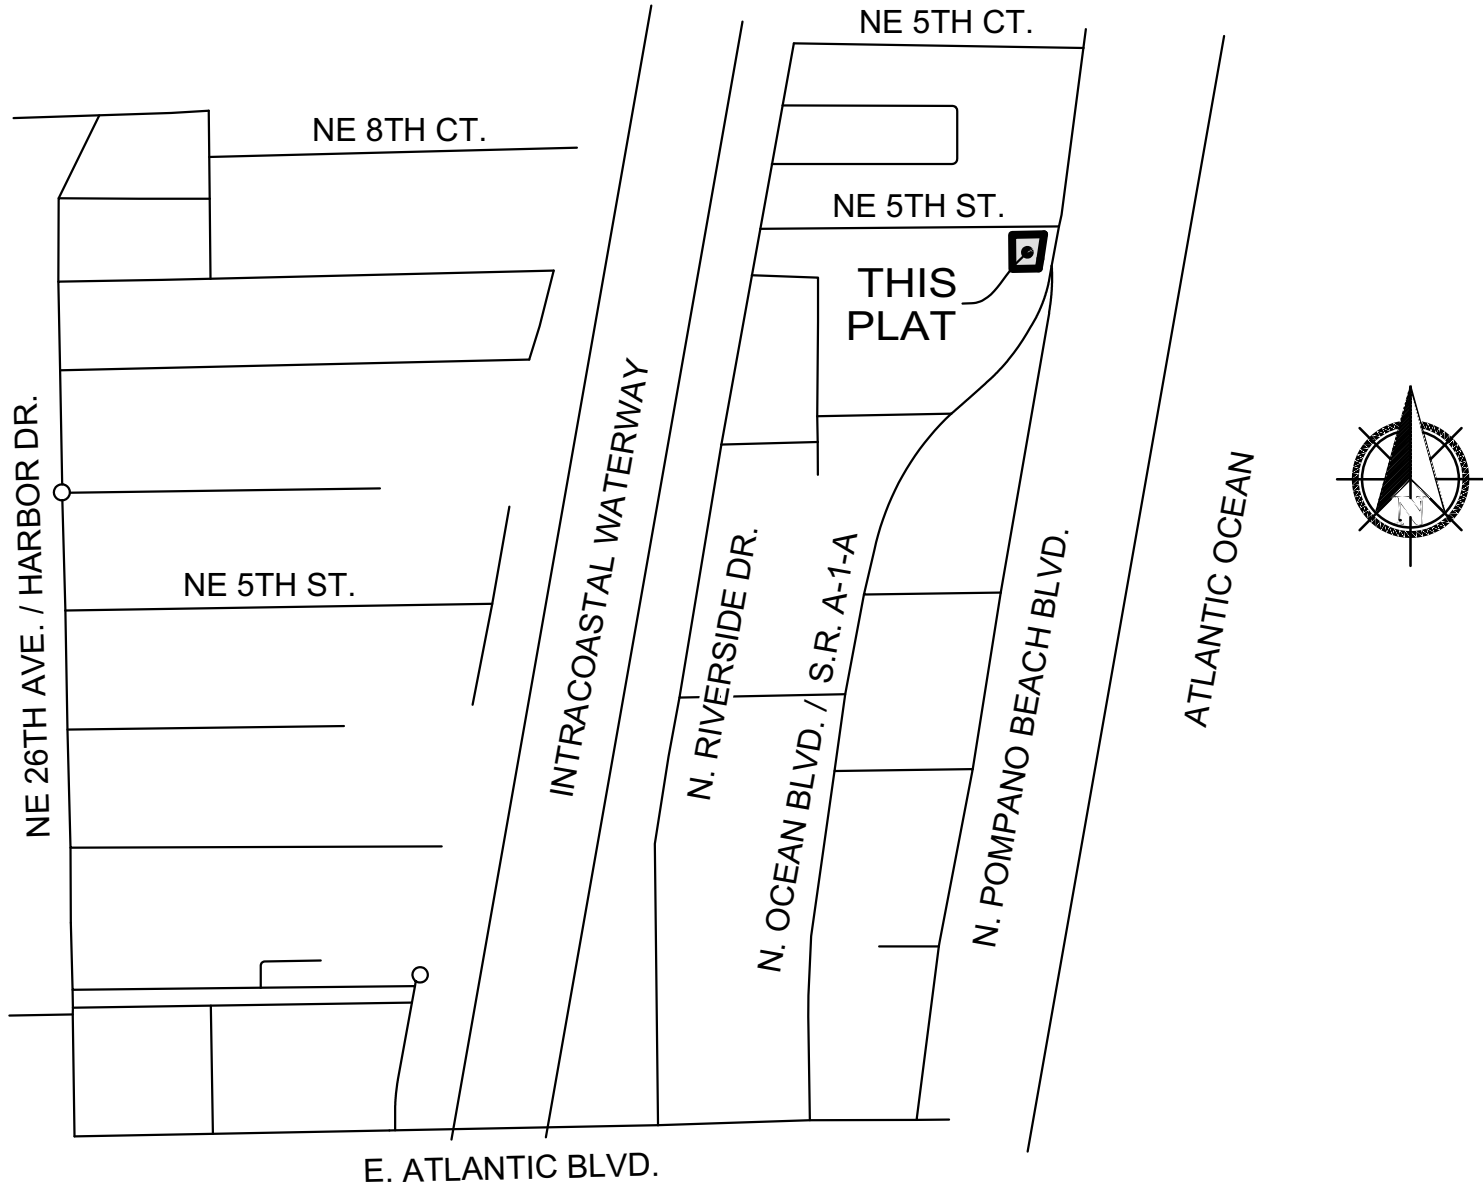 NE 5TH CT.
NE 8TH CT.
NE 5TH ST.
THIS
PLAT
NE 26TH AVE. / HARBOR DR.
NE 5TH ST.
INTRACOASTAL WATERWAY
N. RIVERSIDE DR.
N. OCEAN BLVD. / S.R. A-1-A
N. POMPANO BEACH BLVD.
ATLANTIC OCEAN
N
E. ATLANTIC BLVD.